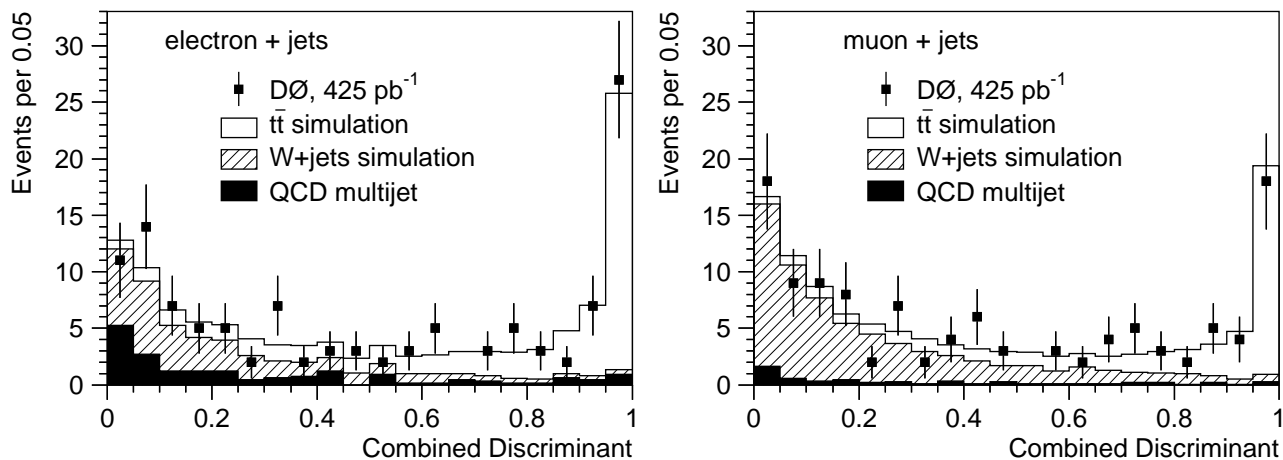 Events per 0.05
30
25
20
15
10
5
0
electron + jets
DØ, 425 pb⁻¹
tt̄ simulation
W+jets simulation
QCD multijet
0 0.2 0.4 0.6 0.8 1
Combined Discriminant
Events per 0.05
30
25
20
15
10
5
0
muon + jets
DØ, 425 pb⁻¹
tt̄ simulation
W+jets simulation
QCD multijet
0 0.2 0.4 0.6 0.8 1
Combined Discriminant